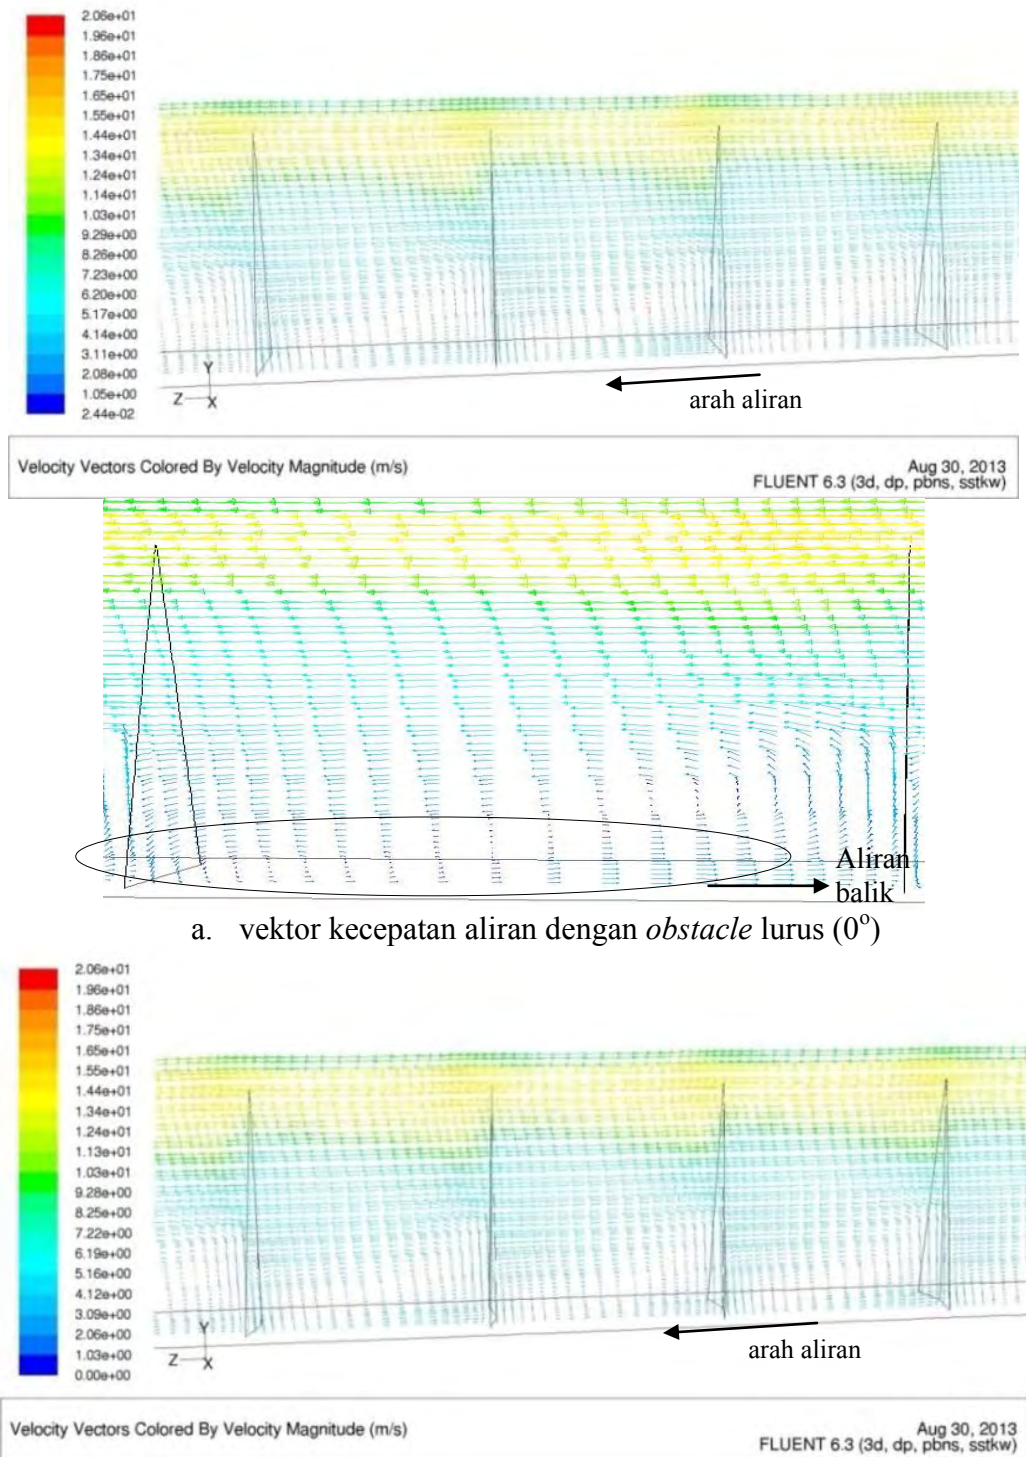 2.06e+01
1.96e+01
1.86e+01
1.75e+01
1.65e+01
1.55e+01
1.44e+01
1.34e+01
1.24e+01
1.14e+01
1.03e+01
9.29e+00
8.26e+00
7.23e+00
6.20e+00
5.17e+00
4.14e+00
3.11e+00
2.08e+00
1.05e+00
2.44e-02
Y
Z
X
arah aliran
Velocity Vectors Colored By Velocity Magnitude (m/s)
Aug 30, 2013
FLUENT 6.3 (3d, dp, pbns, sstkw)
Aliran
balik
a. vektor kecepatan aliran dengan obstacle lurus (0°)
2.06e+01
1.96e+01
1.86e+01
1.75e+01
1.65e+01
1.55e+01
1.44e+01
1.34e+01
1.24e+01
1.13e+01
1.03e+01
9.28e+00
8.25e+00
7.22e+00
6.19e+00
5.16e+00
4.12e+00
3.09e+00
2.06e+00
1.03e+00
0.00e+00
Y
Z
X
arah aliran
Velocity Vectors Colored By Velocity Magnitude (m/s)
Aug 30, 2013
FLUENT 6.3 (3d, dp, pbns, sstkw)